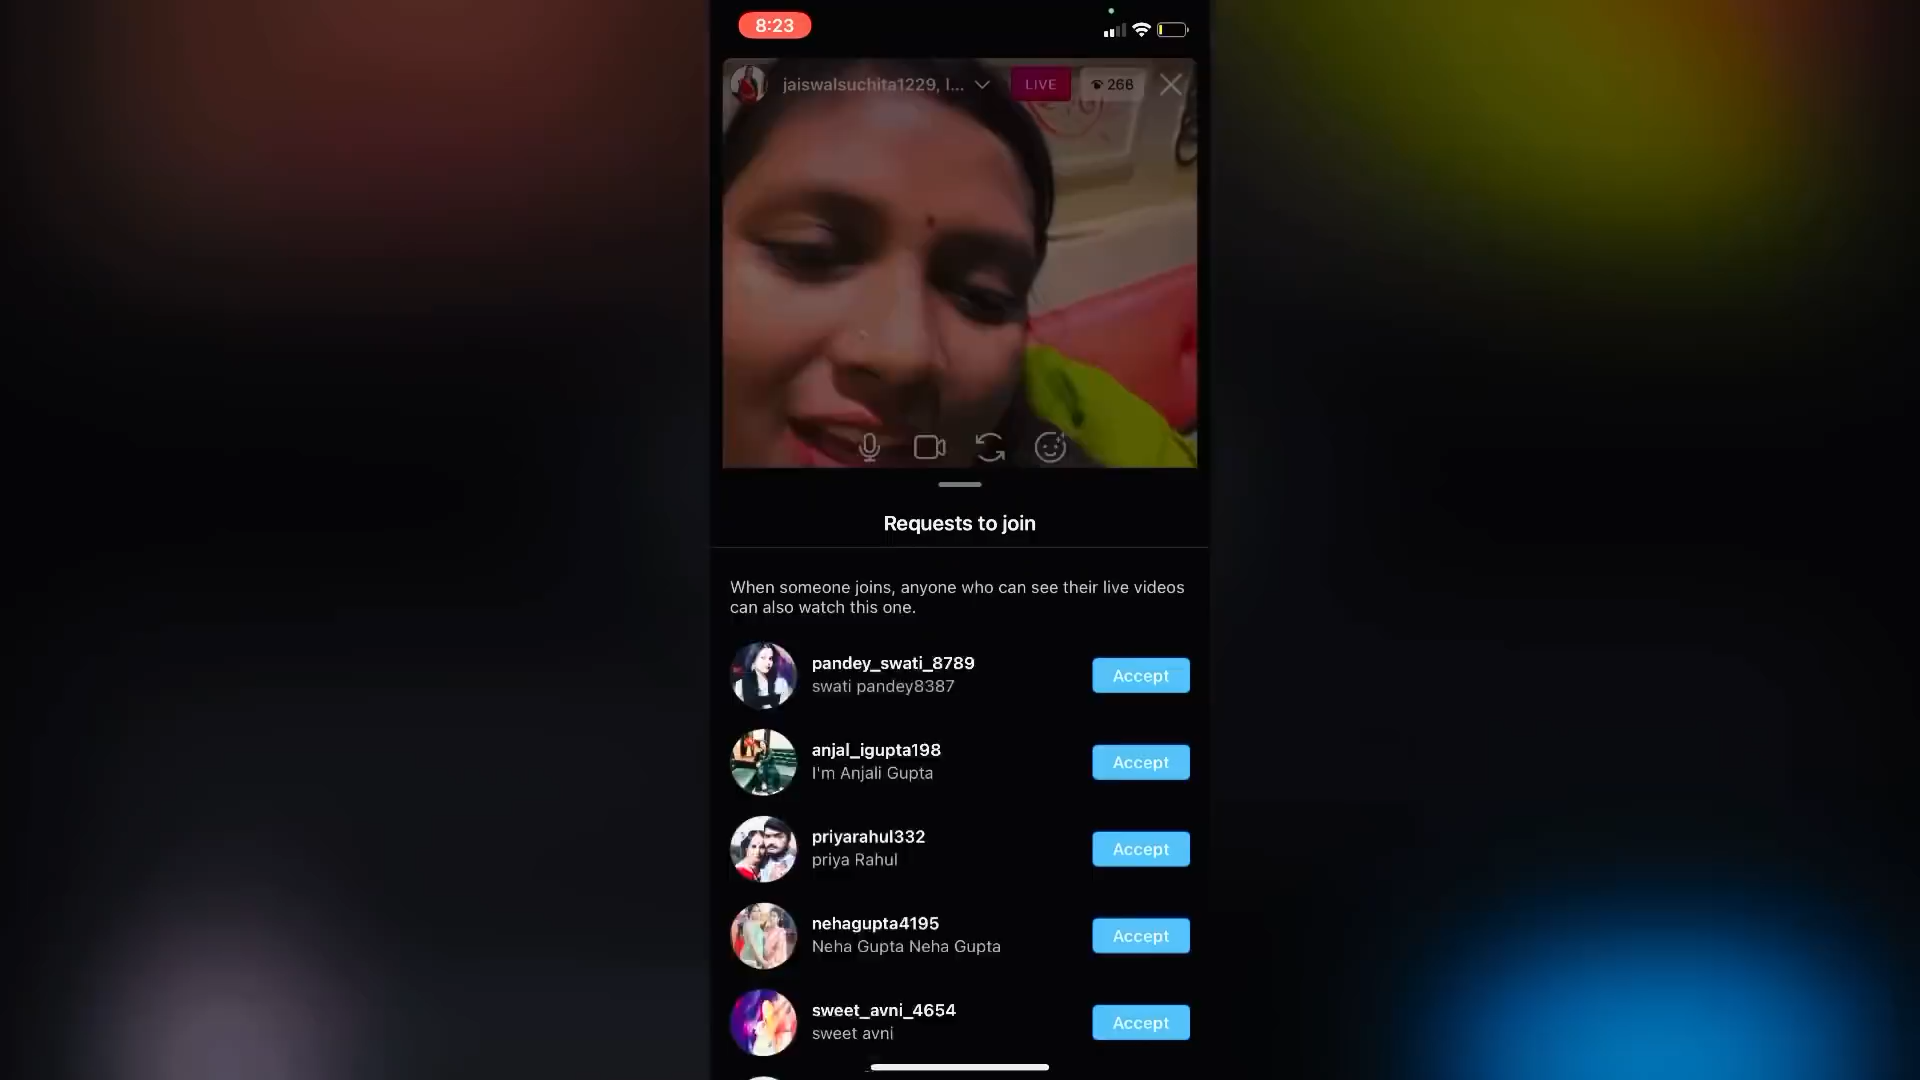 8:23
jaiswalsuchita1229, l...
LIVE
266
Requests to join
When someone joins, anyone who can see their live videos
can also watch this one.
pandey_swati_8789
swati pandey8387
Accept
anjal_igupta198
I'm Anjali Gupta
Accept
priyarahul332
priya Rahul
Accept
nehagupta4195
Neha Gupta Neha Gupta
Accept
sweet_avni_4654
sweet avni
Accept